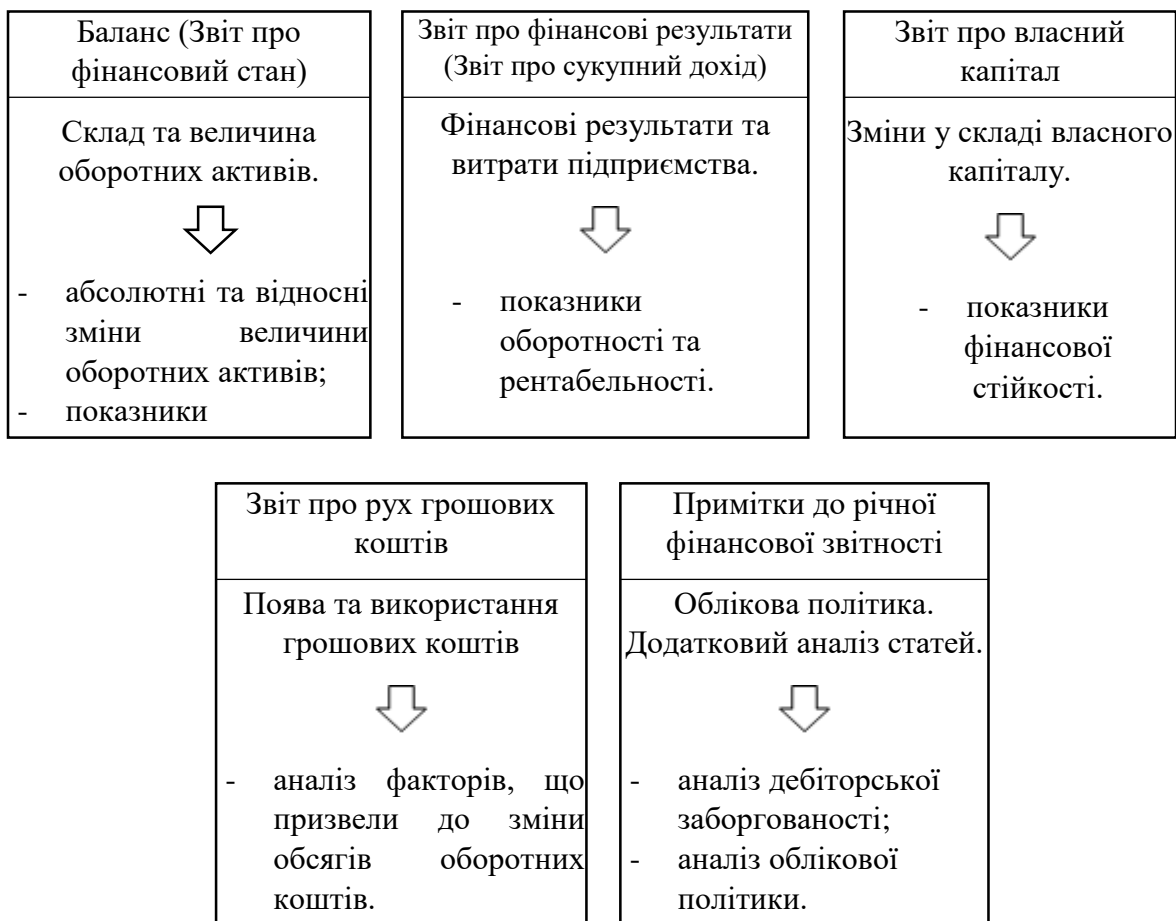 Баланс (Звіт про
фінансовий стан)
Склад та величина
оборотних активів.
- абсолютні та відносні
зміни величини
оборотних активів;
- показники
Звіт про фінансові результати
(Звіт про сукупний дохід)
Фінансові результати та
витрати підприємства.
- показники
оборотності та
рентабельності.
Звіт про власний
капітал
Зміни у складі власного
капіталу.
- показники
фінансової
стійкості.
Звіт про рух грошових
коштів
Поява та використання
грошових коштів
- аналіз факторів, що
призвели до зміни
обсягів оборотних
коштів.
Примітки до річної
фінансової звітності
Облікова політика.
Додатковий аналіз статей.
- аналіз дебіторської
заборгованості;
- аналіз облікової
політики.